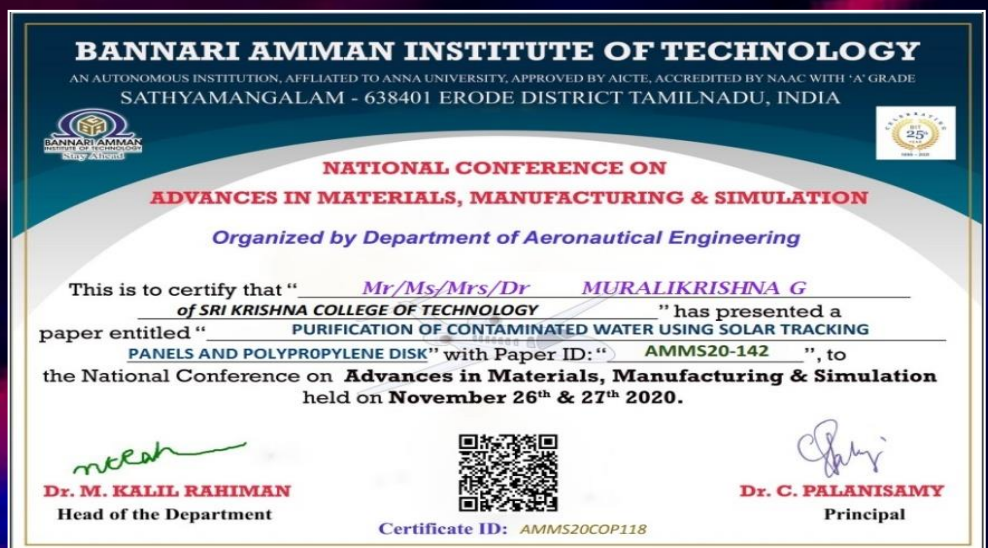 BANNARI AMMAN INSTITUTE OF TECHNOLOGY
AN AUTONOMOUS INSTITUTION, AFFLIATED TO ANNA UNIVERSITY, APPROVED BY AICTE, ACCREDITED BY NAAC WITH ‘A’ GRADE
SATHYAMANGALAM - 638401 ERODE DISTRICT TAMILNADU, INDIA
BANNARI AMMAN
INSTITUTE OF TECHNOLOGY
Stay Ahead
CELEBRATING
BIT
25
YEAR
NATIONAL CONFERENCE ON
ADVANCES IN MATERIALS, MANUFACTURING & SIMULATION
Organized by Department of Aeronautical Engineering
This is to certify that “ Mr/Ms/Mrs/Dr MURALIKRISHNA G
of SRI KRISHNA COLLEGE OF TECHNOLOGY ” has presented a
paper entitled “ PURIFICATION OF CONTAMINATED WATER USING SOLAR TRACKING
PANELS AND POLYPR0PYLENE DISK” with Paper ID: “ AMMS20-142 ”, to
the National Conference on Advances in Materials, Manufacturing & Simulation
held on November 26th & 27th 2020.
Dr. M. KALIL RAHIMAN
Head of the Department
Dr. C. PALANISAMY
Principal
Certificate ID: AMMS20COP118